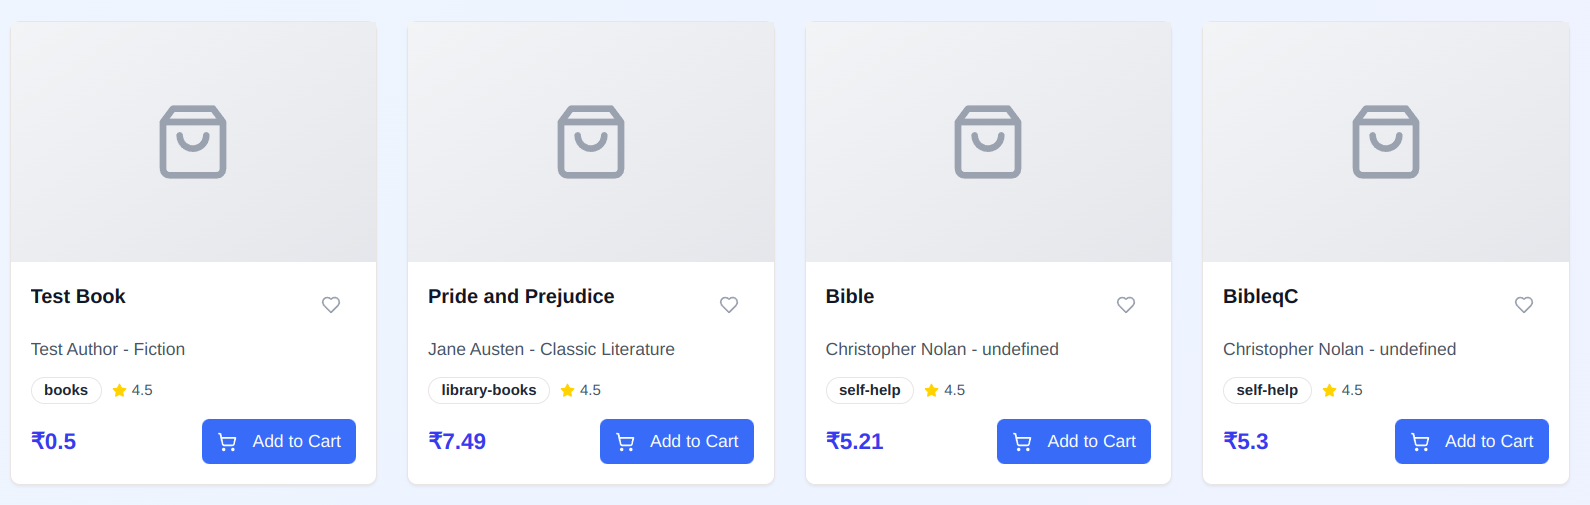 Test Book
Test Author - Fiction
books 4.5
₹0.5 Add to Cart
Pride and Prejudice
Jane Austen - Classic Literature
library-books 4.5
₹7.49 Add to Cart
Bible
Christopher Nolan - undefined
self-help 4.5
₹5.21 Add to Cart
BibleqC
Christopher Nolan - undefined
self-help 4.5
₹5.3 Add to Cart